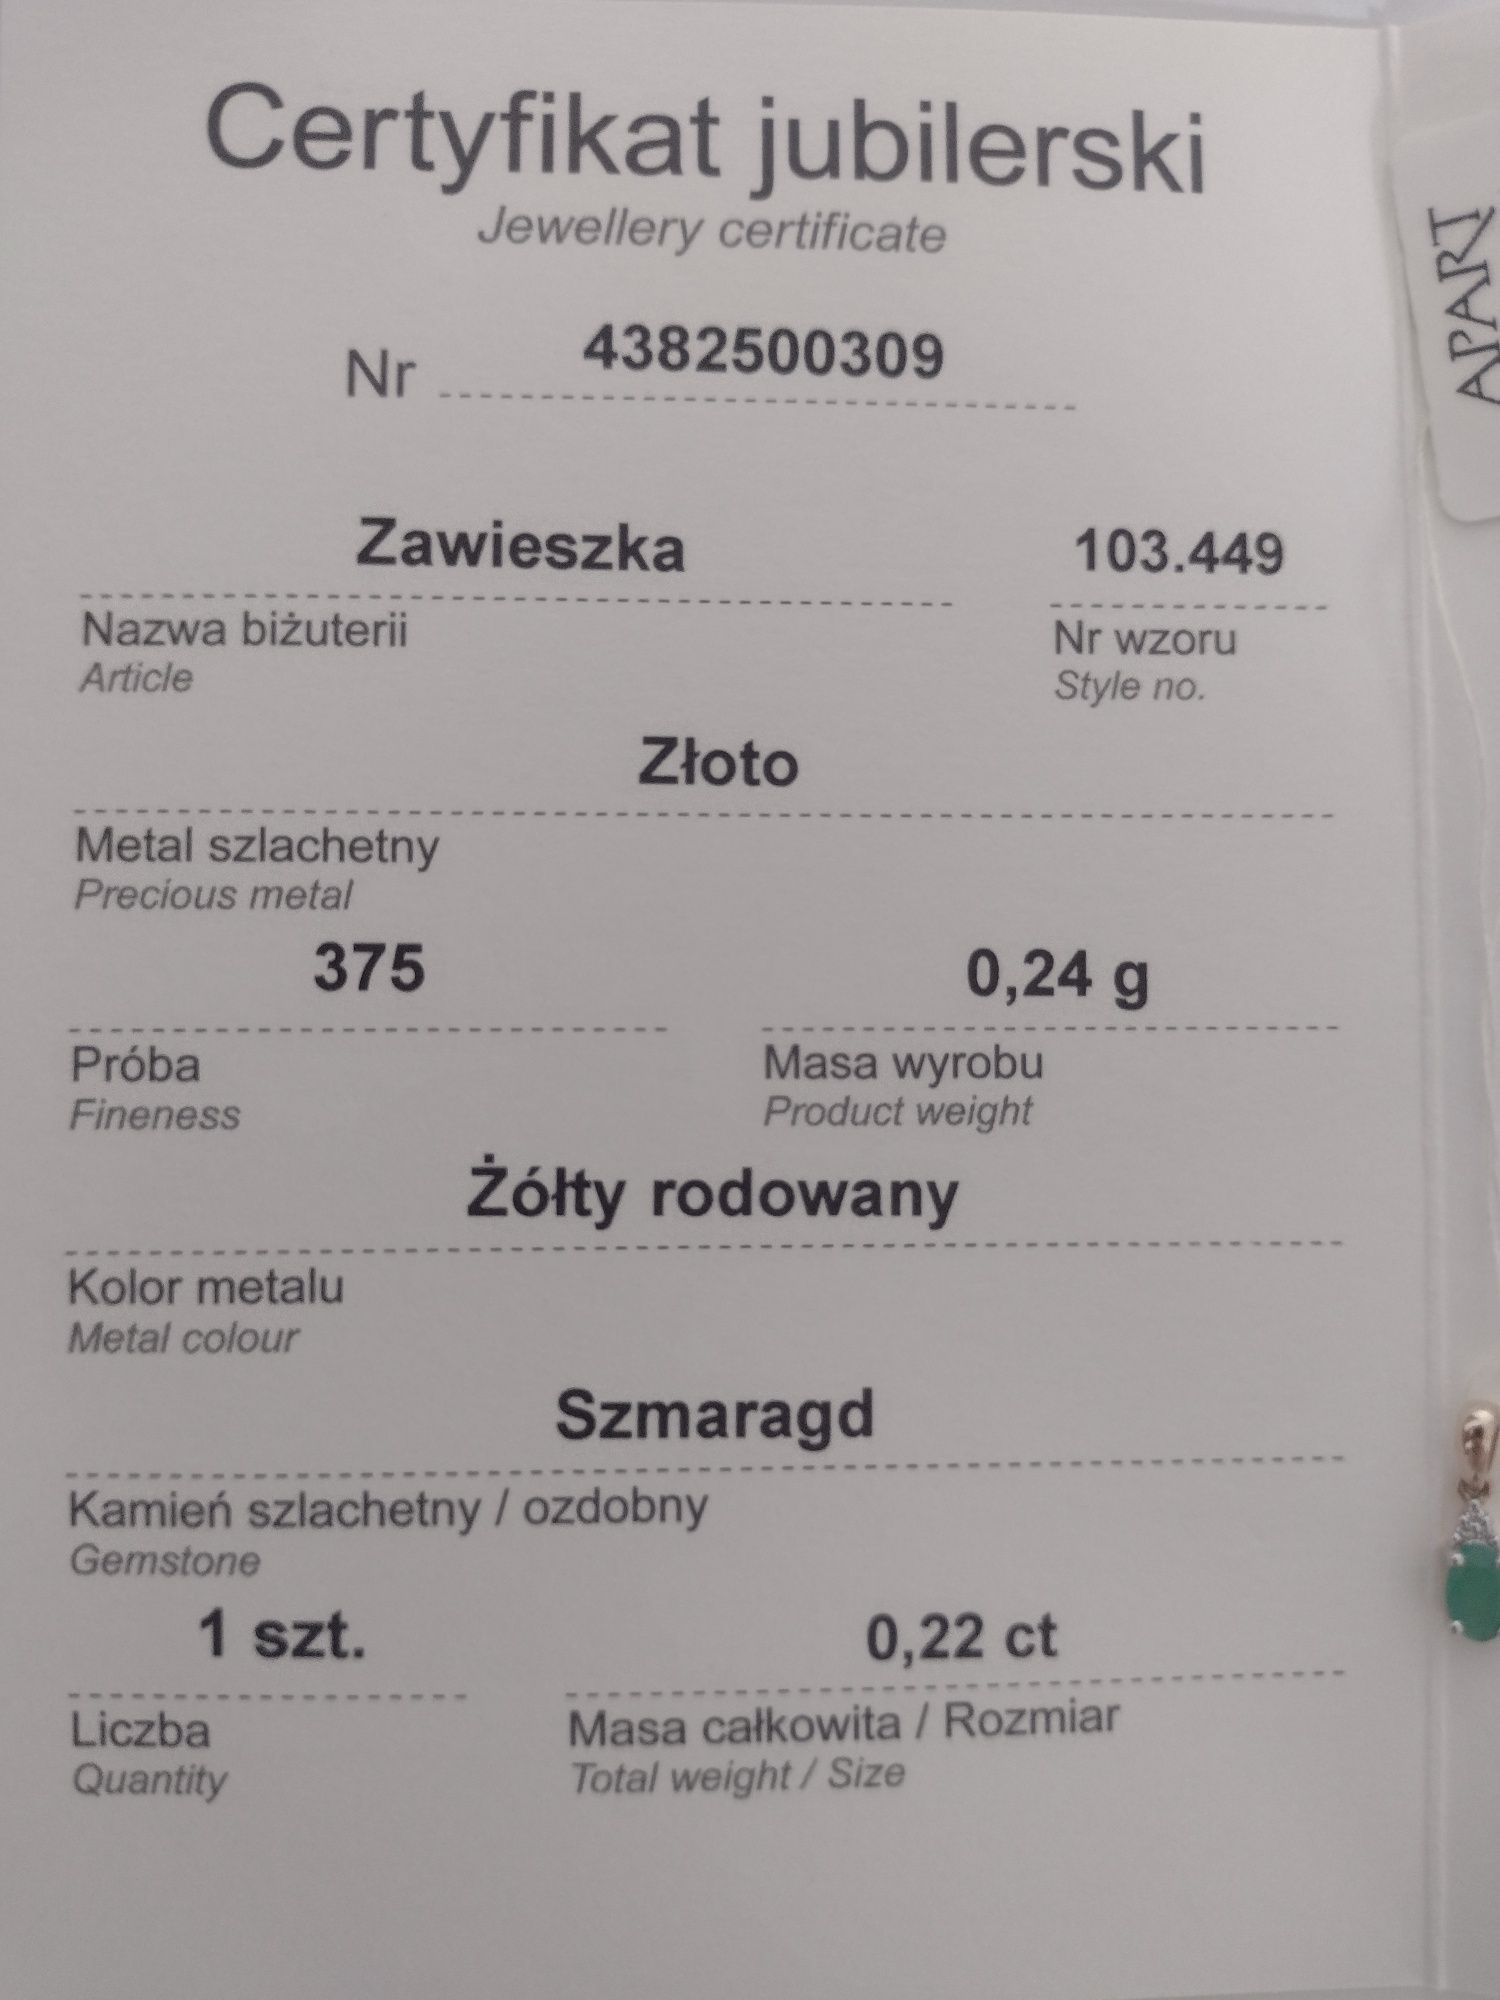 Certyfikat jubilerski
Jewellery certificate
Nr 4382500309
Zawieszka 103.449
Nazwa biżuterii Nr wzoru
Article Style no.
Złoto
Metal szlachetny
Precious metal
375 0,24 g
Próba Masa wyrobu
Fineness Product weight
Żółty rodowany
Kolor metalu
Metal colour
Szmaragd
Kamień szlachetny / ozdobny
Gemstone
1 szt. 0,22 ct
Liczba Masa całkowita / Rozmiar
Quantity Total weight / Size
APART